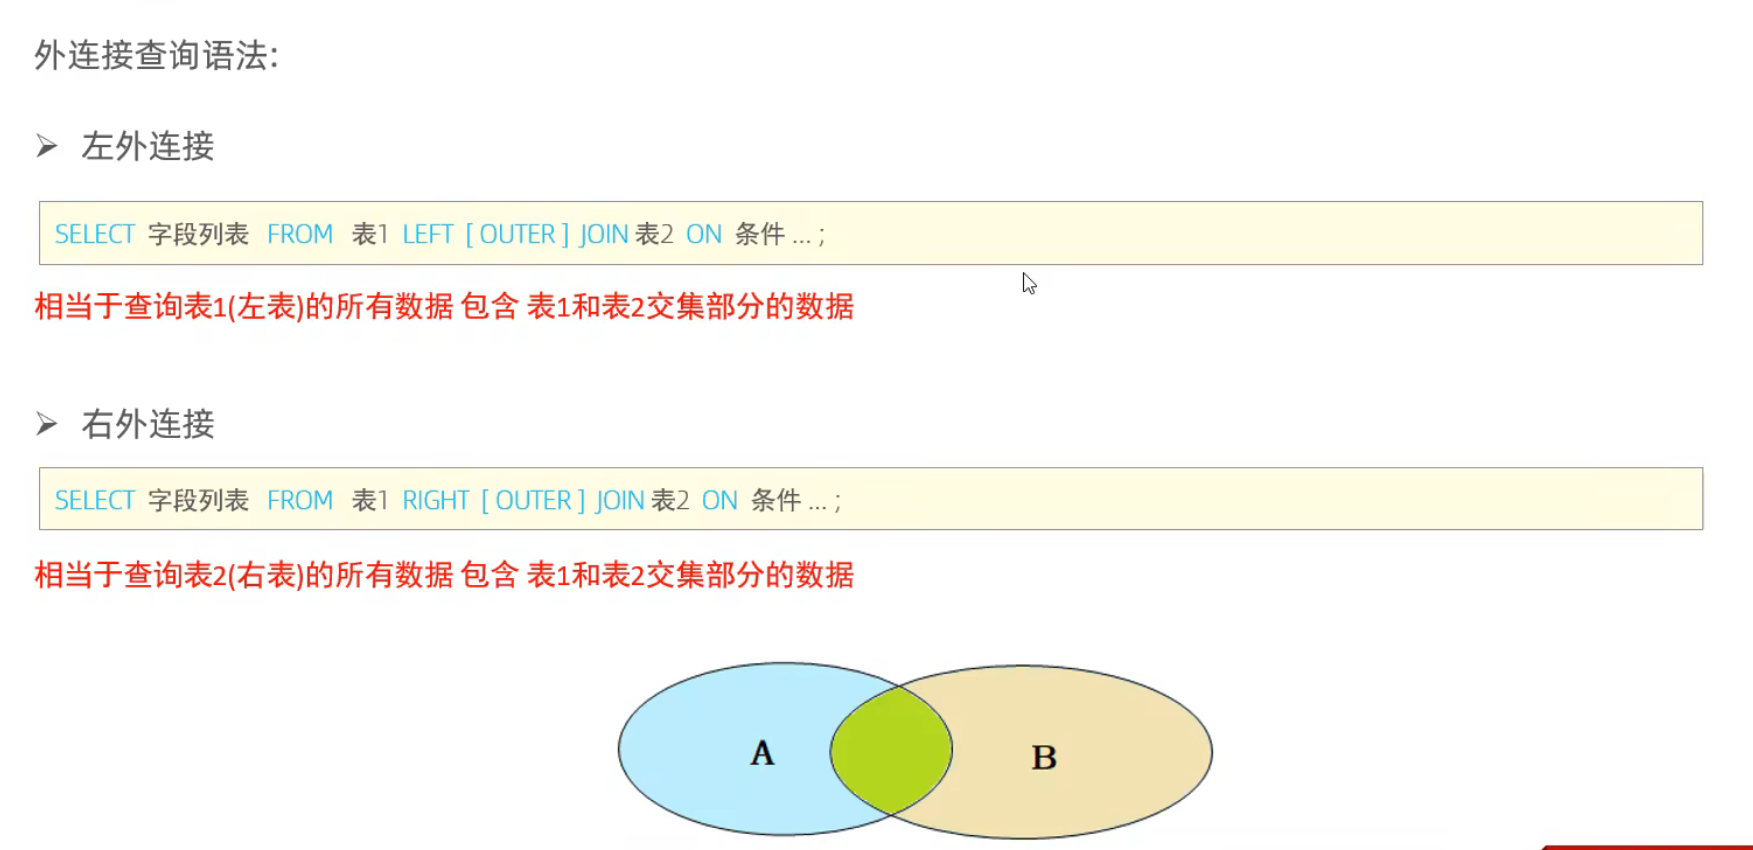 外连接查询语法:
左外连接
SELECT 字段列表 FROM 表1 LEFT [ OUTER ] JOIN 表2 ON 条件 ... ;
相当于查询表1(左表)的所有数据 包含 表1和表2交集部分的数据
右外连接
SELECT 字段列表 FROM 表1 RIGHT [ OUTER ] JOIN 表2 ON 条件 ... ;
相当于查询表2(右表)的所有数据 包含 表1和表2交集部分的数据
A
B